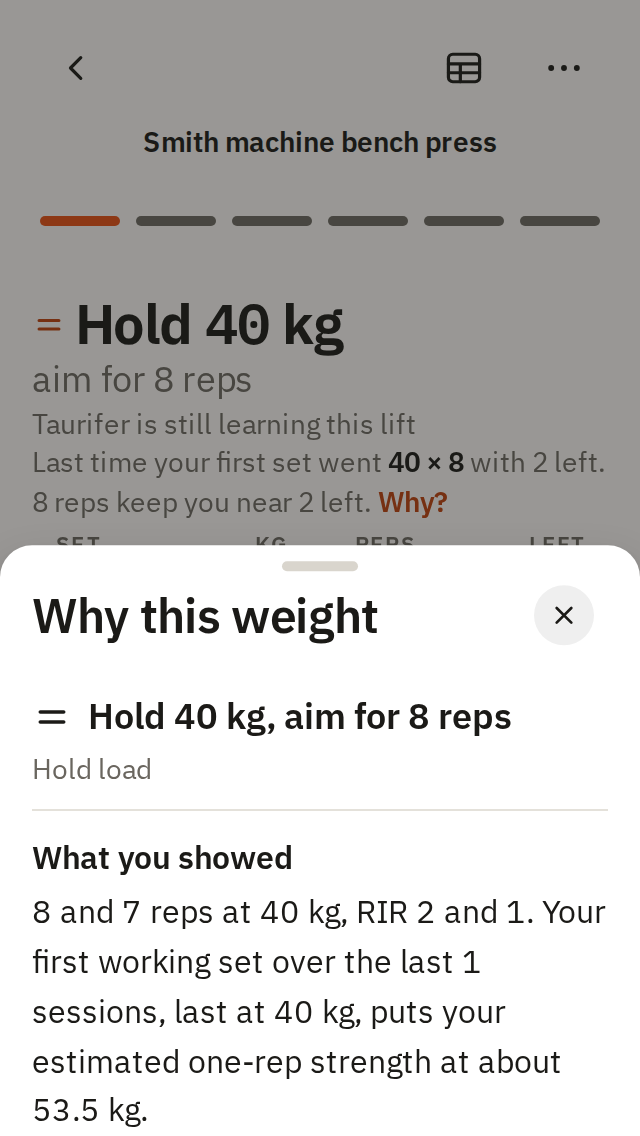 Smith machine bench press
= Hold 40 kg
aim for 8 reps
Taurifer is still learning this lift
Last time your first set went 40 × 8 with 2 left.
8 reps keep you near 2 left. Why?
SET KG REPS LEFT
Why this weight
= Hold 40 kg, aim for 8 reps
Hold load
What you showed
8 and 7 reps at 40 kg, RIR 2 and 1. Your
first working set over the last 1
sessions, last at 40 kg, puts your
estimated one-rep strength at about
53.5 kg.